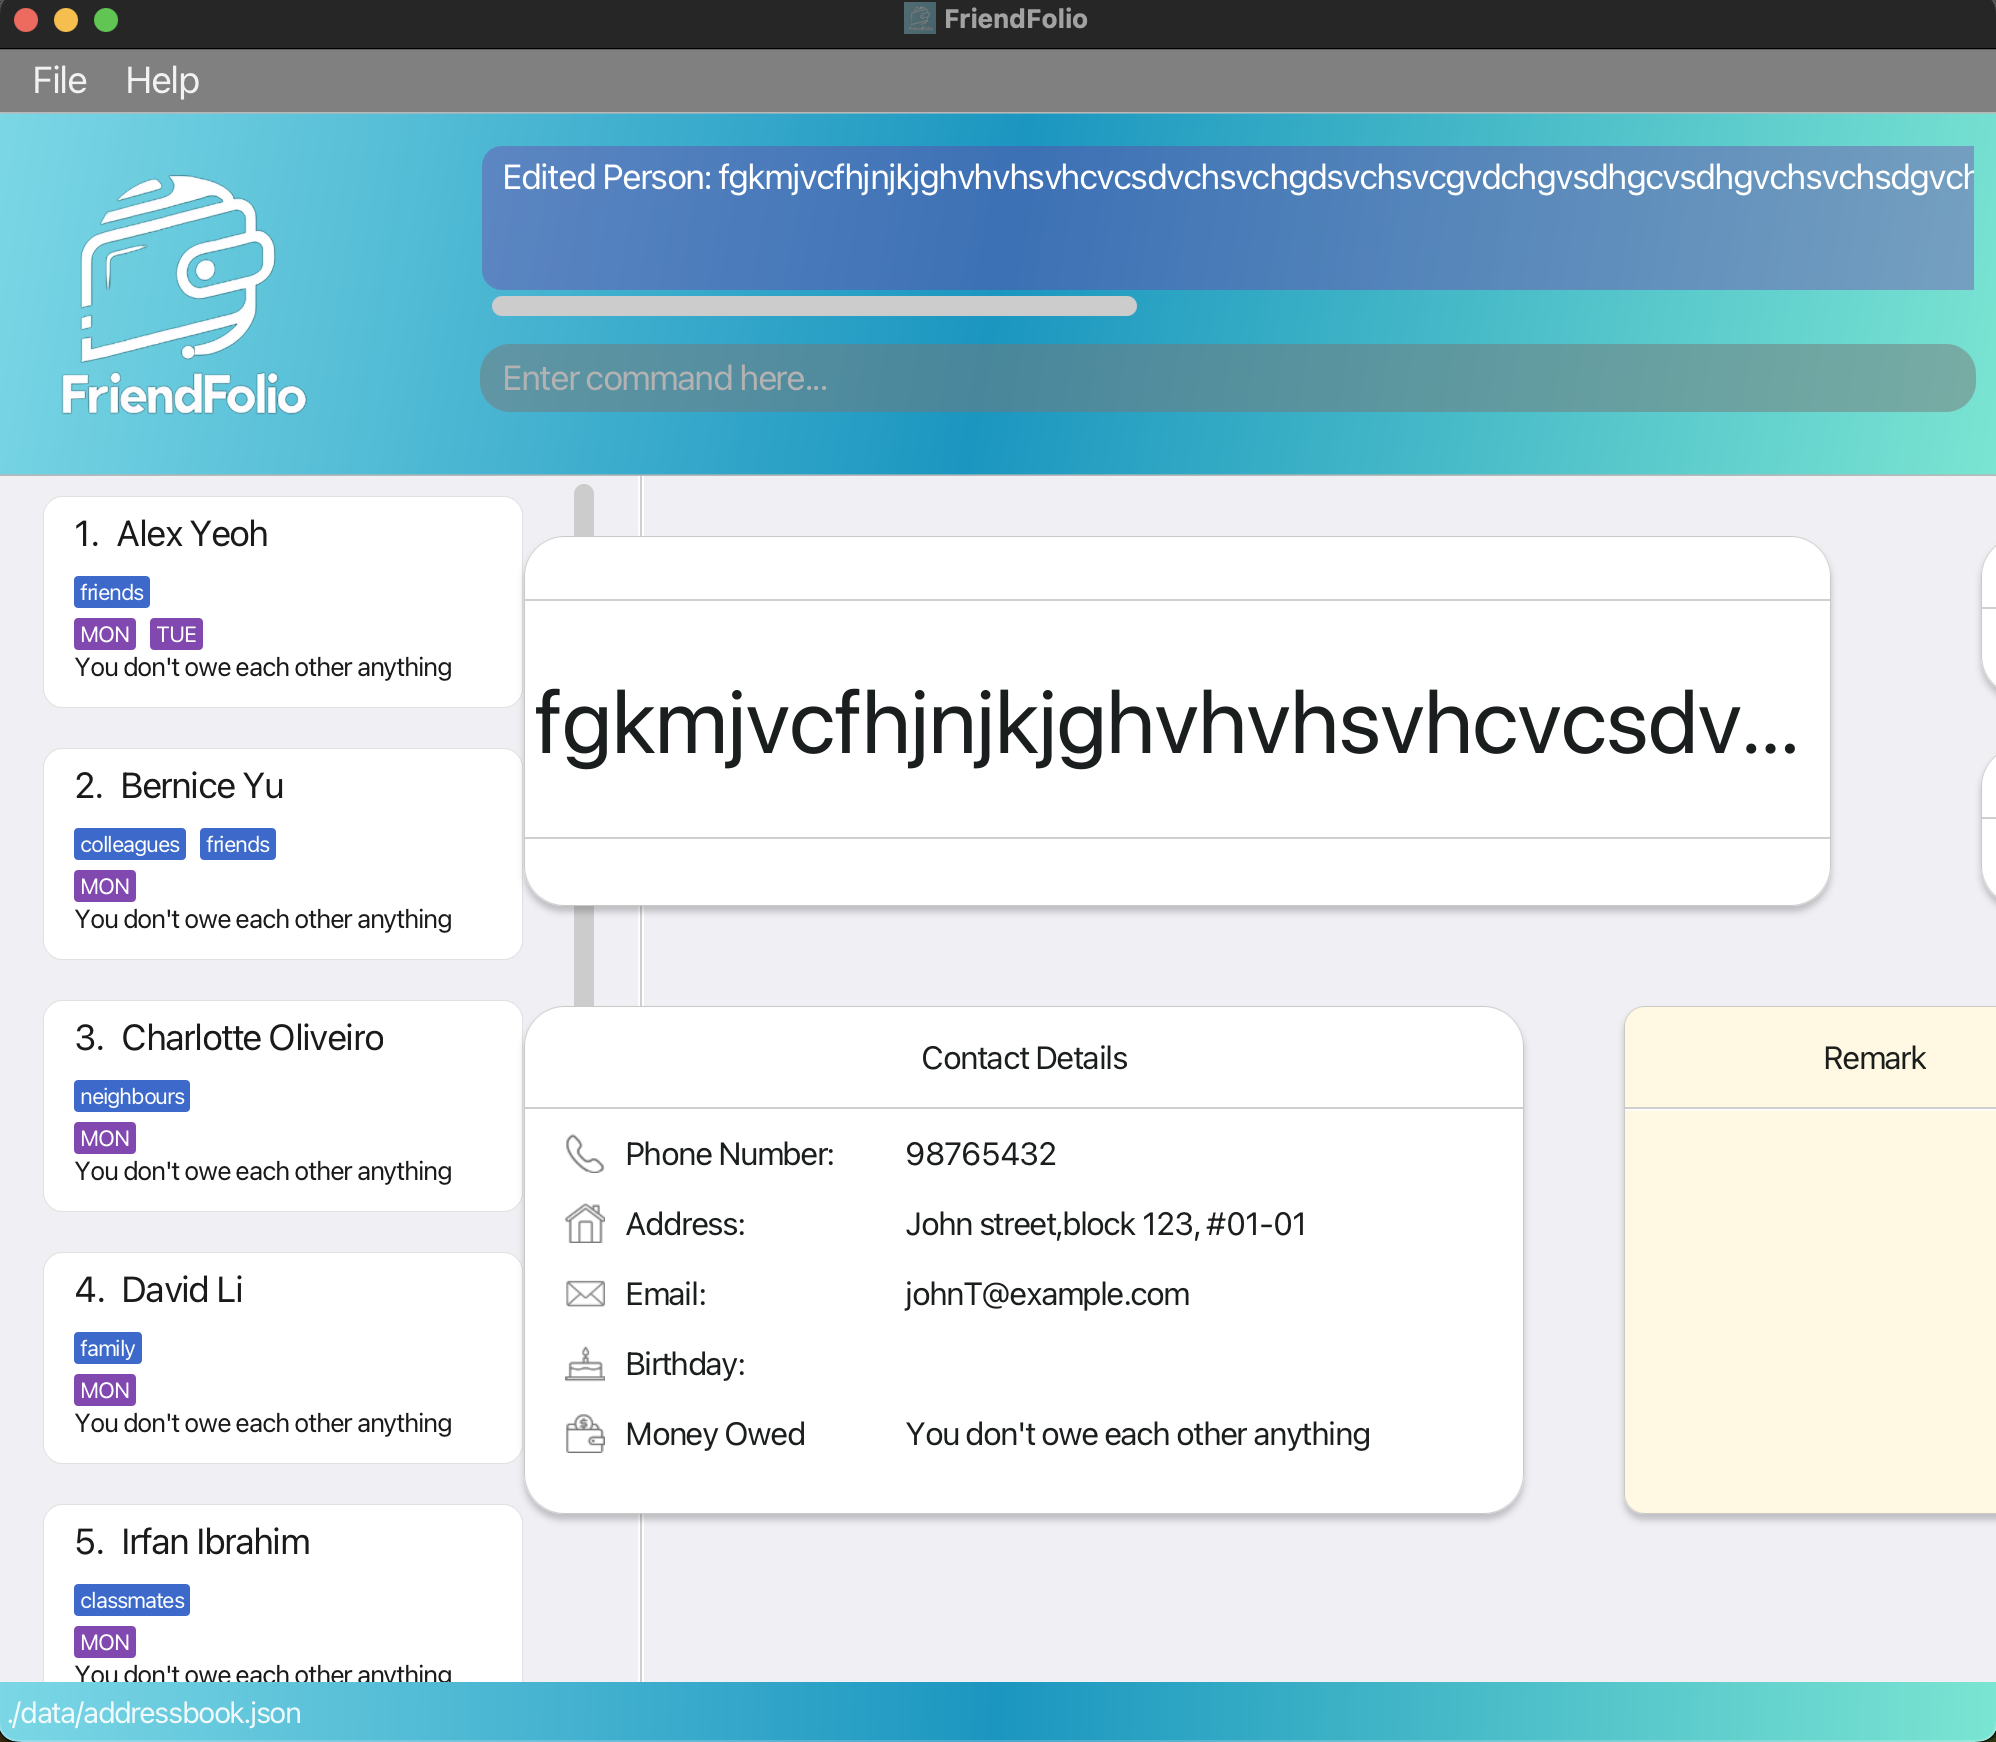 FriendFolio
File Help
Edited Person: fgkmjvcfhjnjkjghvhvhsvhcvcsdvchsvchgdsvchsvcgvdchgvsdhgcvsdhgvchsvchsdgvch
Enter command here...
FriendFolio
1. Alex Yeoh
friends
MON TUE
You don't owe each other anything
2. Bernice Yu
colleagues friends
MON
You don't owe each other anything
3. Charlotte Oliveiro
neighbours
MON
You don't owe each other anything
4. David Li
family
MON
You don't owe each other anything
5. Irfan Ibrahim
classmates
MON
You don't owe each other anything
fgkmjvcfhjnjkjghvhvhsvhcvcsdv...
Contact Details
Phone Number: 98765432
Address: John street,block 123, #01-01
Email: johnT@example.com
Birthday:
Money Owed You don't owe each other anything
Remark
./data/addressbook.json